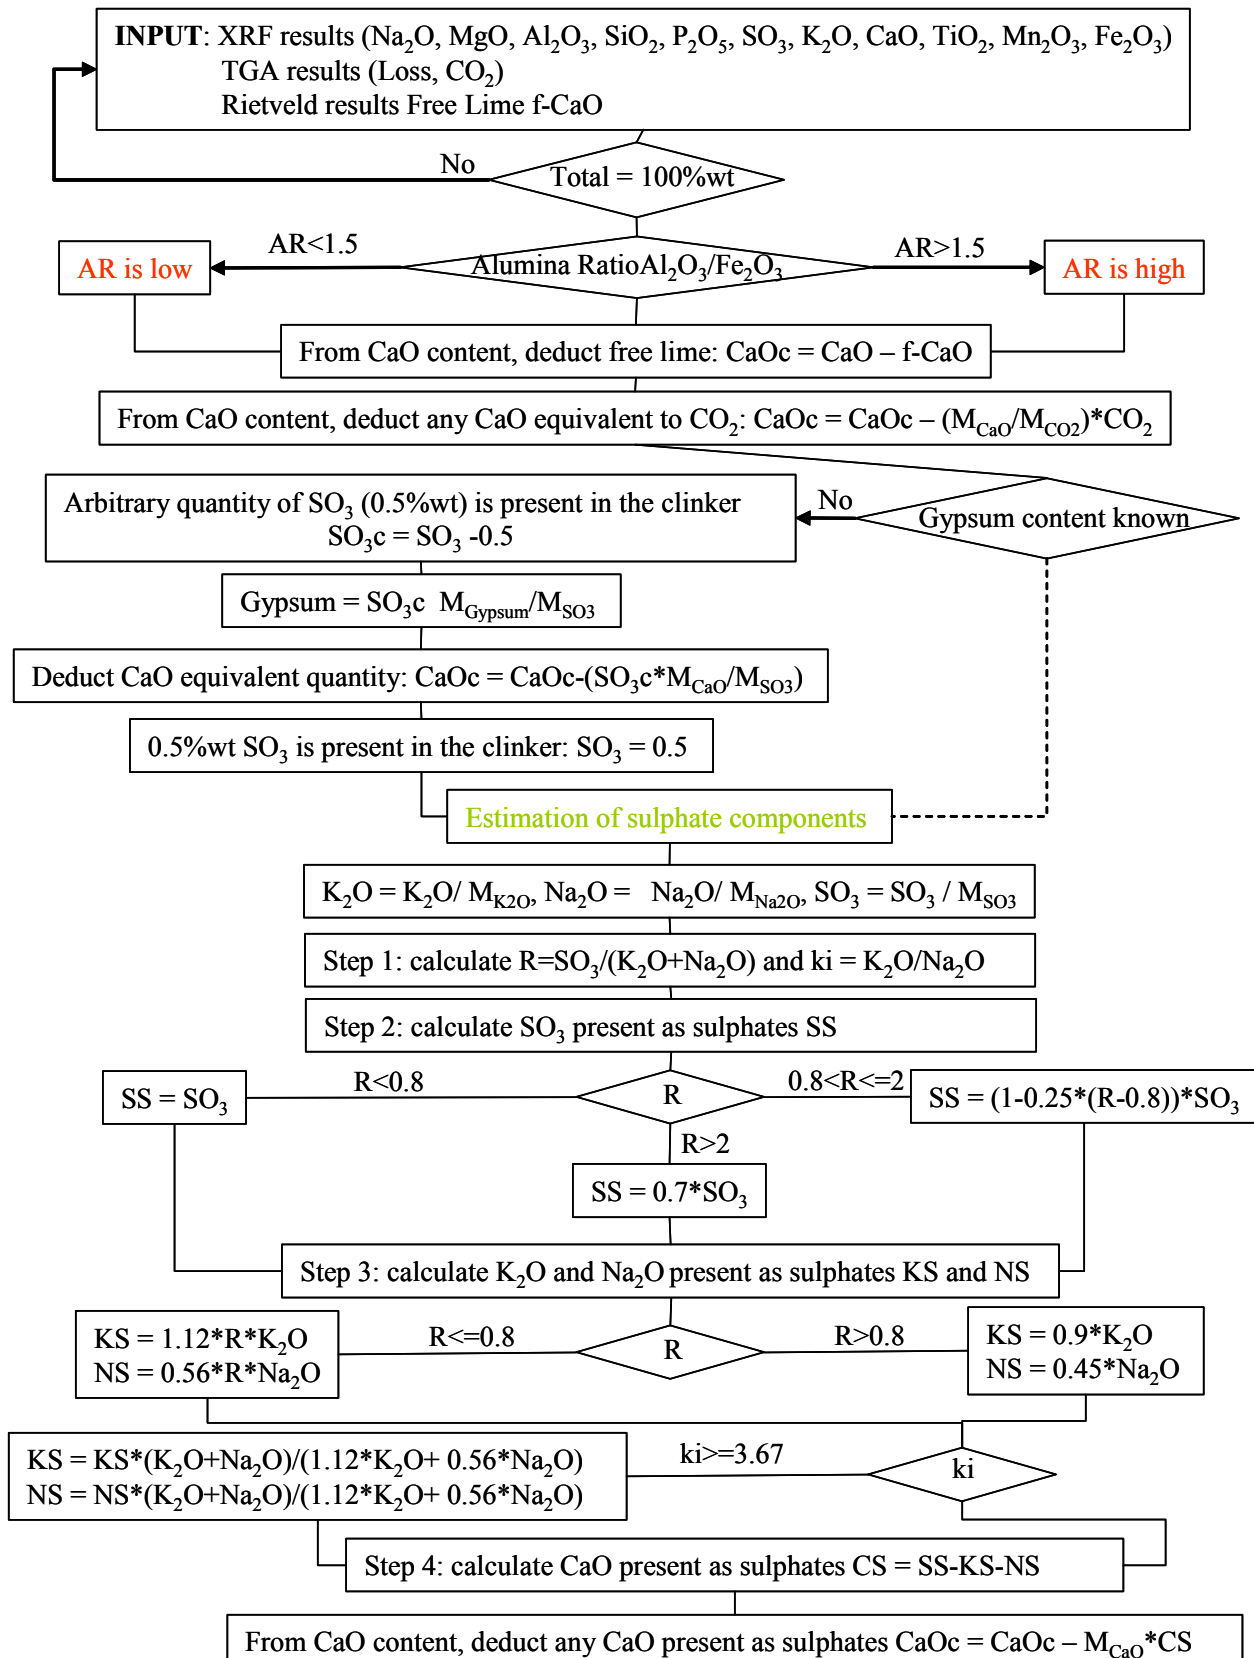 INPUT: XRF results (Na₂O, MgO, Al₂O₃, SiO₂, P₂O₅, SO₃, K₂O, CaO, TiO₂, Mn₂O₃, Fe₂O₃)
TGA results (Loss, CO₂)
Rietveld results Free Lime f-CaO
No
Total = 100%wt
AR<1.5
AR>1.5
AR is low
Alumina RatioAl₂O₃/Fe₂O₃
AR is high
From CaO content, deduct free lime: CaOc = CaO – f-CaO
From CaO content, deduct any CaO equivalent to CO₂: CaOc = CaOc – (M_CaO/M_CO2)*CO₂
Arbitrary quantity of SO₃ (0.5%wt) is present in the clinker
SO₃c = SO₃ -0.5
No
Gypsum content known
Gypsum = SO₃c M_Gypsum/M_SO3
Deduct CaO equivalent quantity: CaOc = CaOc-(SO₃c*M_CaO/M_SO3)
0.5%wt SO₃ is present in the clinker: SO₃ = 0.5
Estimation of sulphate components
K₂O = K₂O/ M_K2O, Na₂O = Na₂O/ M_Na2O, SO₃ = SO₃ / M_SO3
Step 1: calculate R=SO₃/(K₂O+Na₂O) and ki = K₂O/Na₂O
Step 2: calculate SO₃ present as sulphates SS
R<0.8
0.8<R<=2
SS = SO₃
R
SS = (1-0.25*(R-0.8))*SO₃
R>2
SS = 0.7*SO₃
Step 3: calculate K₂O and Na₂O present as sulphates KS and NS
KS = 1.12*R*K₂O
NS = 0.56*R*Na₂O
R<=0.8
R
R>0.8
KS = 0.9*K₂O
NS = 0.45*Na₂O
KS = KS*(K₂O+Na₂O)/(1.12*K₂O+ 0.56*Na₂O)
NS = NS*(K₂O+Na₂O)/(1.12*K₂O+ 0.56*Na₂O)
ki>=3.67
ki
Step 4: calculate CaO present as sulphates CS = SS-KS-NS
From CaO content, deduct any CaO present as sulphates CaOc = CaOc – M_CaO*CS